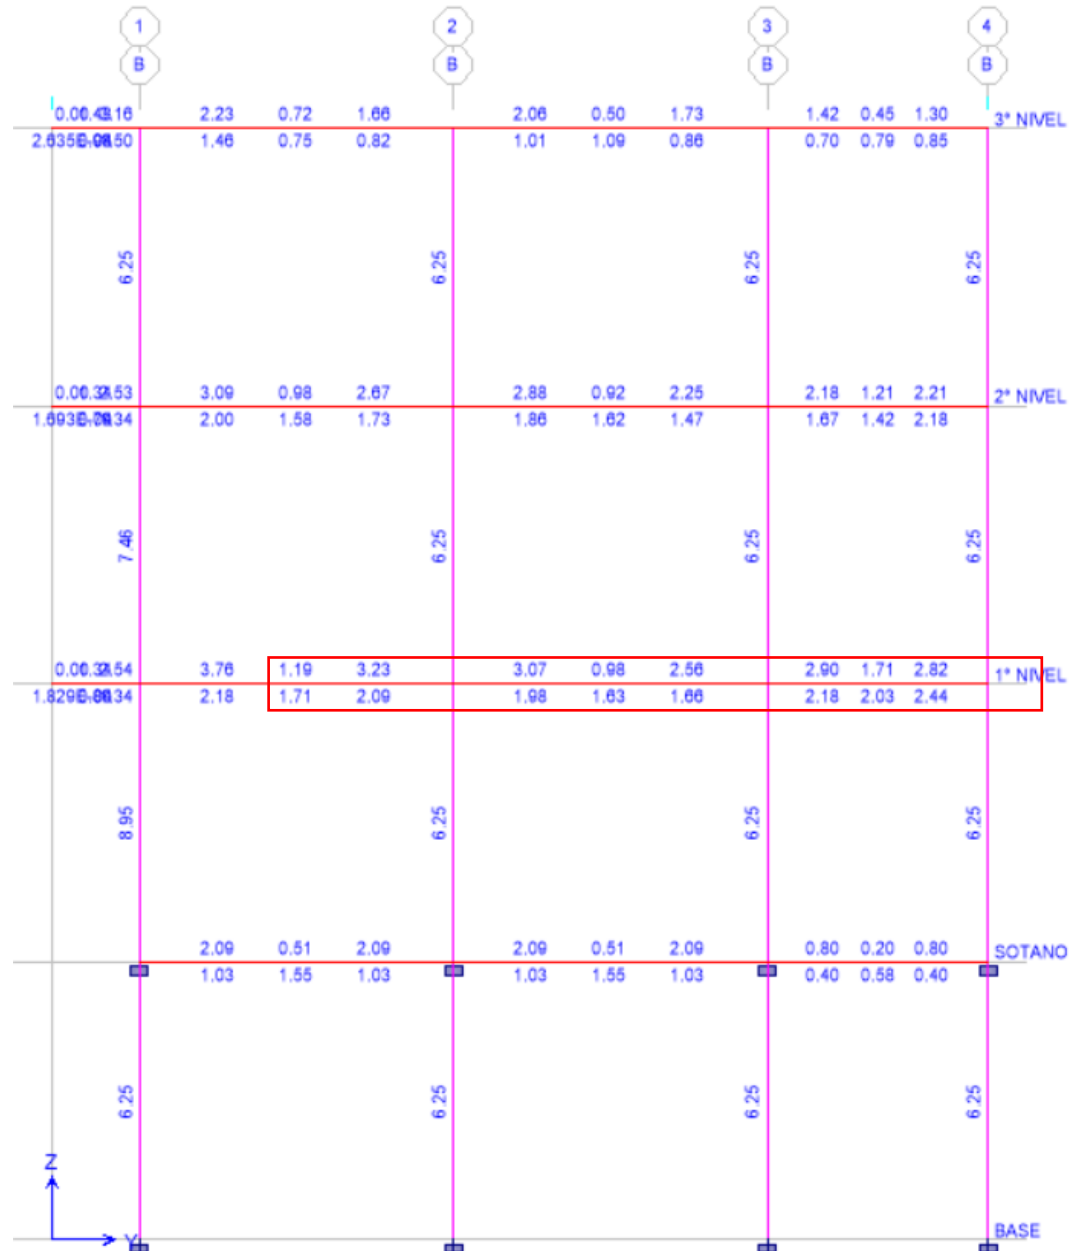 1 2 3 4
B B B B
2.23 0.72 1.66 2.06 0.50 1.73 1.42 0.45 1.30 3° NIVEL
1.46 0.75 0.82 1.01 1.09 0.86 0.70 0.79 0.85
6.25 6.25 6.25 6.25
3.09 0.98 2.67 2.88 0.92 2.25 2.18 1.21 2.21 2° NIVEL
2.00 1.58 1.73 1.86 1.62 1.47 1.67 1.42 2.18
7.46 6.25 6.25 6.25
3.76 1.19 3.23 3.07 0.98 2.56 2.90 1.71 2.82 1° NIVEL
2.18 1.71 2.09 1.98 1.63 1.66 2.18 2.03 2.44
8.95 6.25 6.25 6.25
2.09 0.51 2.09 2.09 0.51 2.09 0.80 0.20 0.80 SOTANO
1.03 1.55 1.03 1.03 1.55 1.03 0.40 0.58 0.40
6.25 6.25 6.25 6.25
Z
Y BASE